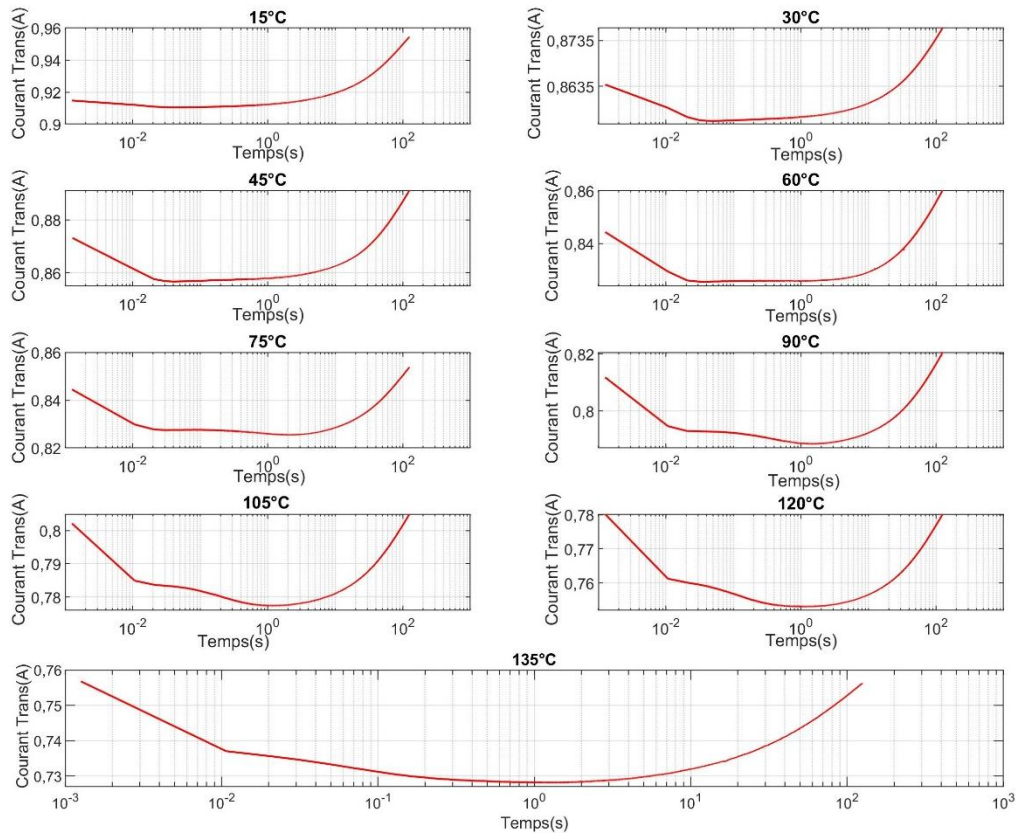 15°C
Courant Trans(A)
0,96
0,94
0,92
0.9
10⁻² 10⁰ 10²
Temps(s)
30°C
Courant Trans(A)
0,8735
0,8635
10⁻² 10⁰ 10²
Temps(s)
45°C
Courant Trans(A)
0,88
0,86
10⁻² 10⁰ 10²
Temps(s)
60°C
Courant Trans(A)
0,86
0,84
10⁻² 10⁰ 10²
Temps(s)
75°C
Courant Trans(A)
0,86
0,84
0,82
10⁻² 10⁰ 10²
Temps(s)
90°C
Courant Trans(A)
0,82
0,8
10⁻² 10⁰ 10²
Temps(s)
105°C
Courant Trans(A)
0,8
0,79
0,78
10⁻² 10⁰ 10²
Temps(s)
120°C
Courant Trans(A)
0,78
0,77
0,76
10⁻² 10⁰ 10²
Temps(s)
135°C
Courant Trans(A)
0,76
0,75
0,74
0,73
10⁻³ 10⁻² 10⁻¹ 10⁰ 10¹ 10² 10³
Temps(s)